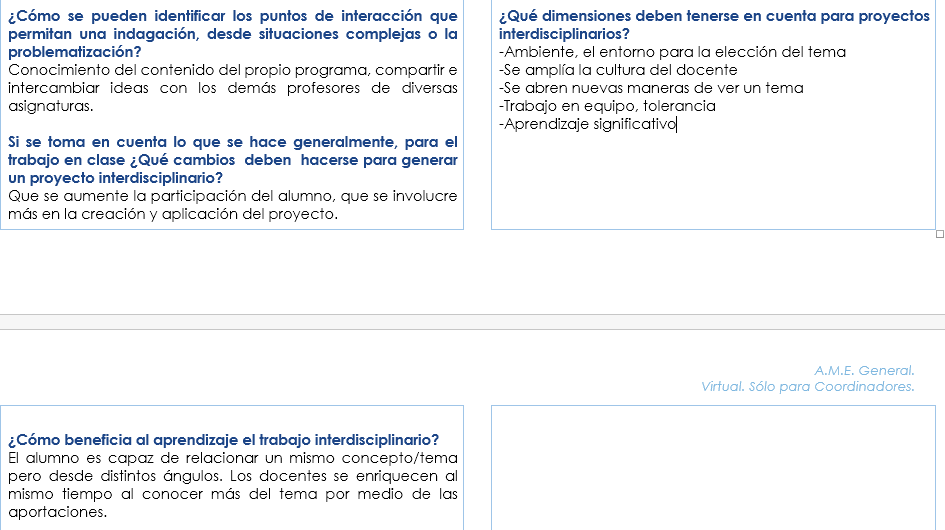 ¿Cómo se pueden identificar los puntos de interacción que
permitan una indagación, desde situaciones complejas o la
problematización?
Conocimiento del contenido del propio programa, compartir e
intercambiar ideas con los demás profesores de diversas
asignaturas.
Si se toma en cuenta lo que se hace generalmente, para el
trabajo en clase ¿Qué cambios deben hacerse para generar
un proyecto interdisciplinario?
Que se aumente la participación del alumno, que se involucre
más en la creación y aplicación del proyecto.
¿Qué dimensiones deben tenerse en cuenta para proyectos
interdisciplinarios?
-Ambiente, el entorno para la elección del tema
-Se amplía la cultura del docente
-Se abren nuevas maneras de ver un tema
-Trabajo en equipo, tolerancia
-Aprendizaje significativo
A.M.E. General.
Virtual. Sólo para Coordinadores.
¿Cómo beneficia al aprendizaje el trabajo interdisciplinario?
El alumno es capaz de relacionar un mismo concepto/tema
pero desde distintos ángulos. Los docentes se enriquecen al
mismo tiempo al conocer más del tema por medio de las
aportaciones.